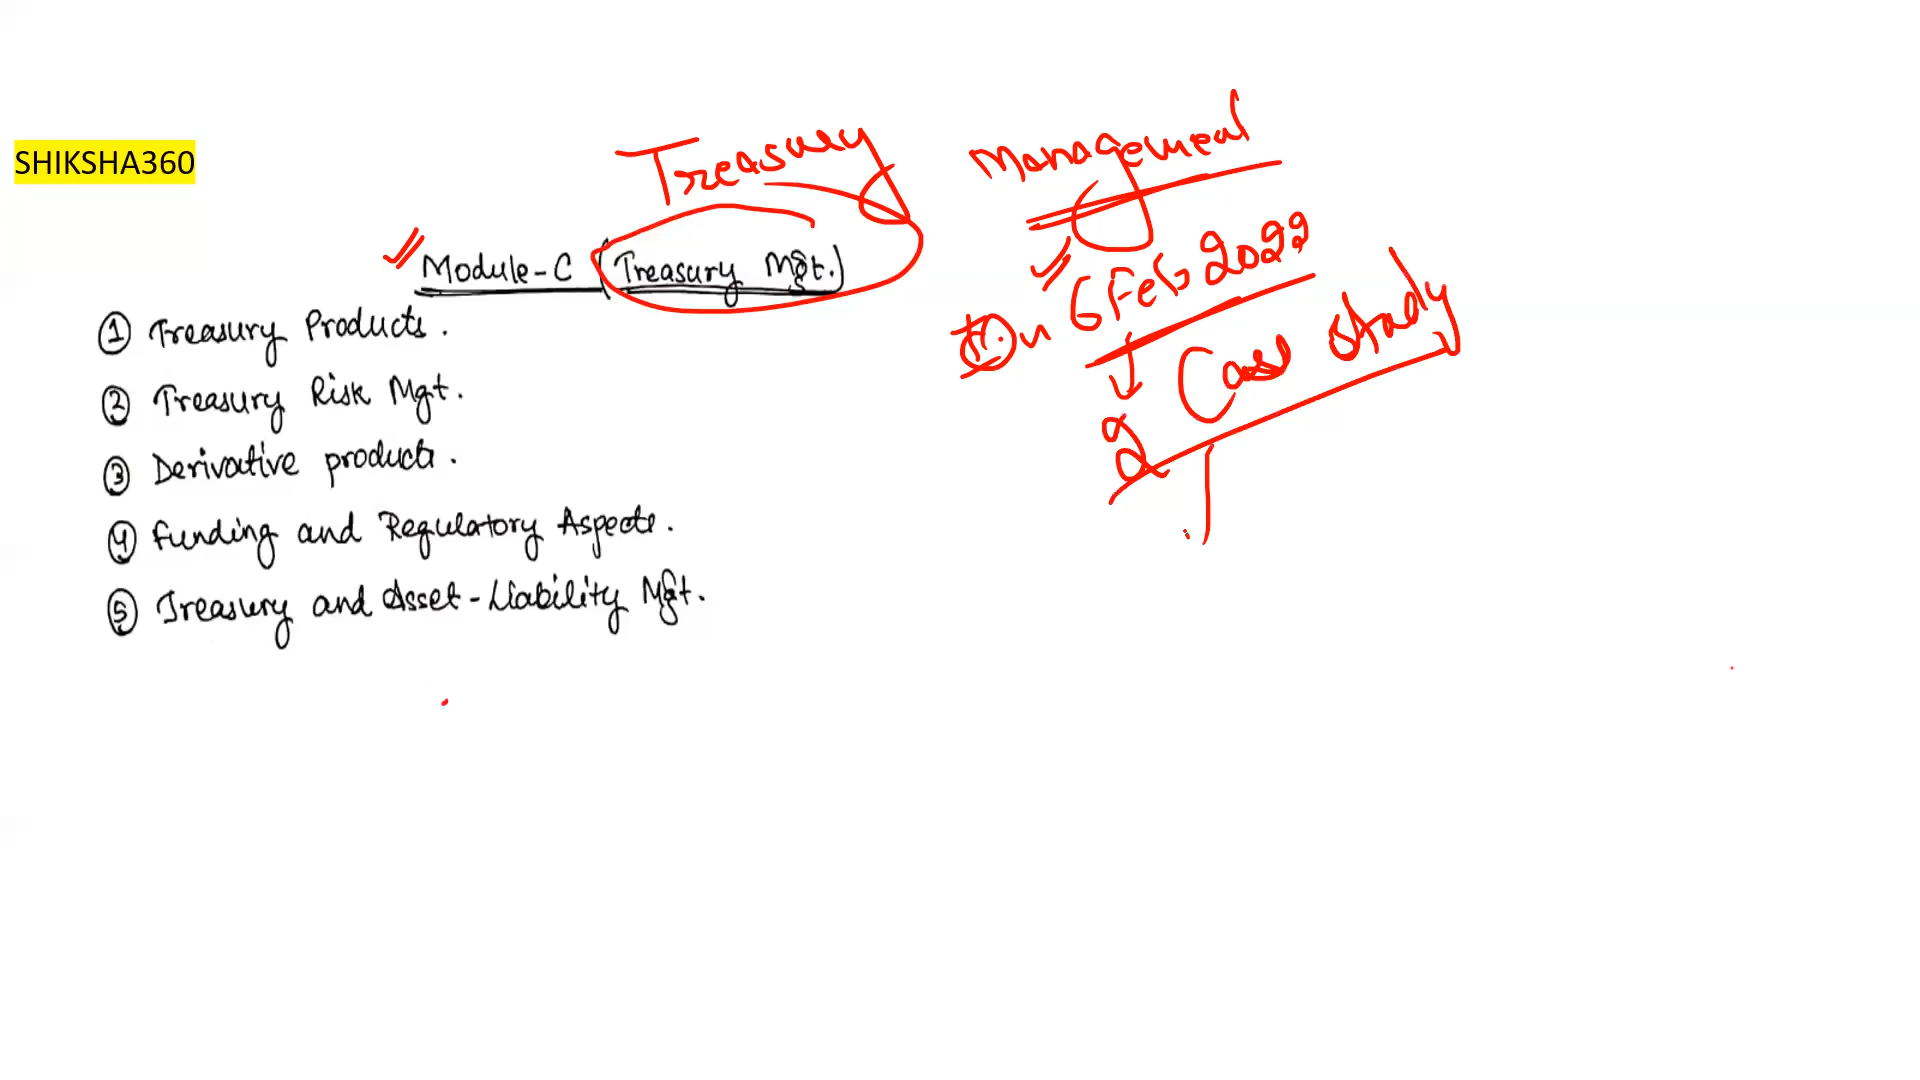 SHIKSHA360
Treasury Management
Module-C (Treasury Mgt.)
① Treasury Products.
② Treasury Risk Mgt.
③ Derivative products.
④ Funding and Regulatory Aspects.
⑤ Treasury and Asset-Liability Mgt.
On 6 Feb 2022
2 Case study